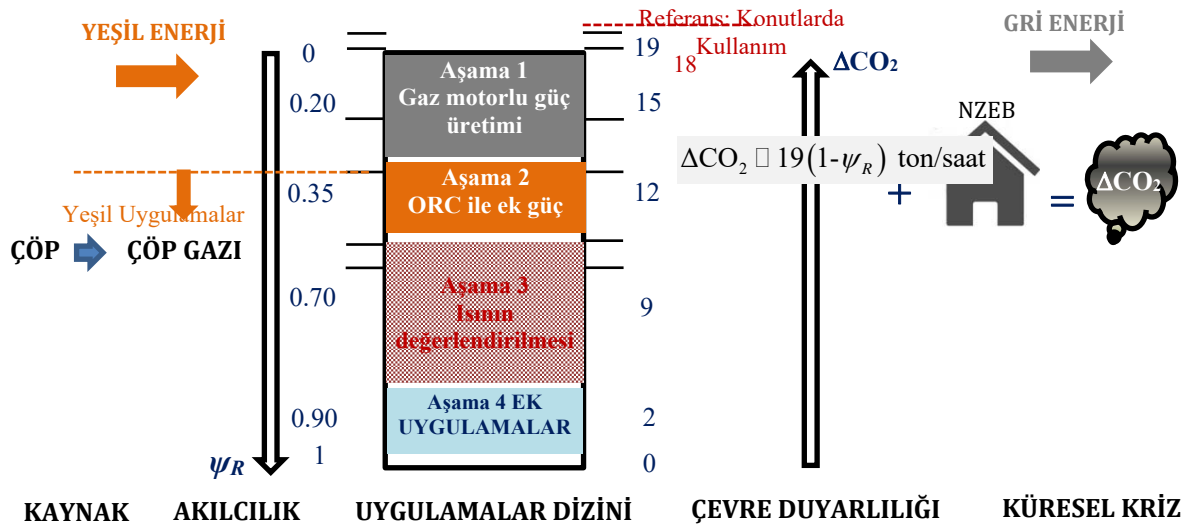 YEŞİL ENERJİ
Yeşil Uygulamalar
ÇÖP
ÇÖP GAZI
0
0.20
0.35
0.70
0.90
1
ψR
Aşama 1
Gaz motorlu güç
üretimi
Aşama 2
ORC ile ek güç
Aşama 3
Isının
değerlendirilmesi
Aşama 4 EK
UYGULAMALAR
Referans: Konutlarda
Kullanım
18
19
15
12
9
2
0
ΔCO₂
GRİ ENERJİ
NZEB
ΔCO₂ □ 19(1-ψR) ton/saat
+
=
ΔCO₂
KAYNAK
AKILCILIK
UYGULAMALAR DİZİNİ
ÇEVRE DUYARLILIĞI
KÜRESEL KRİZ